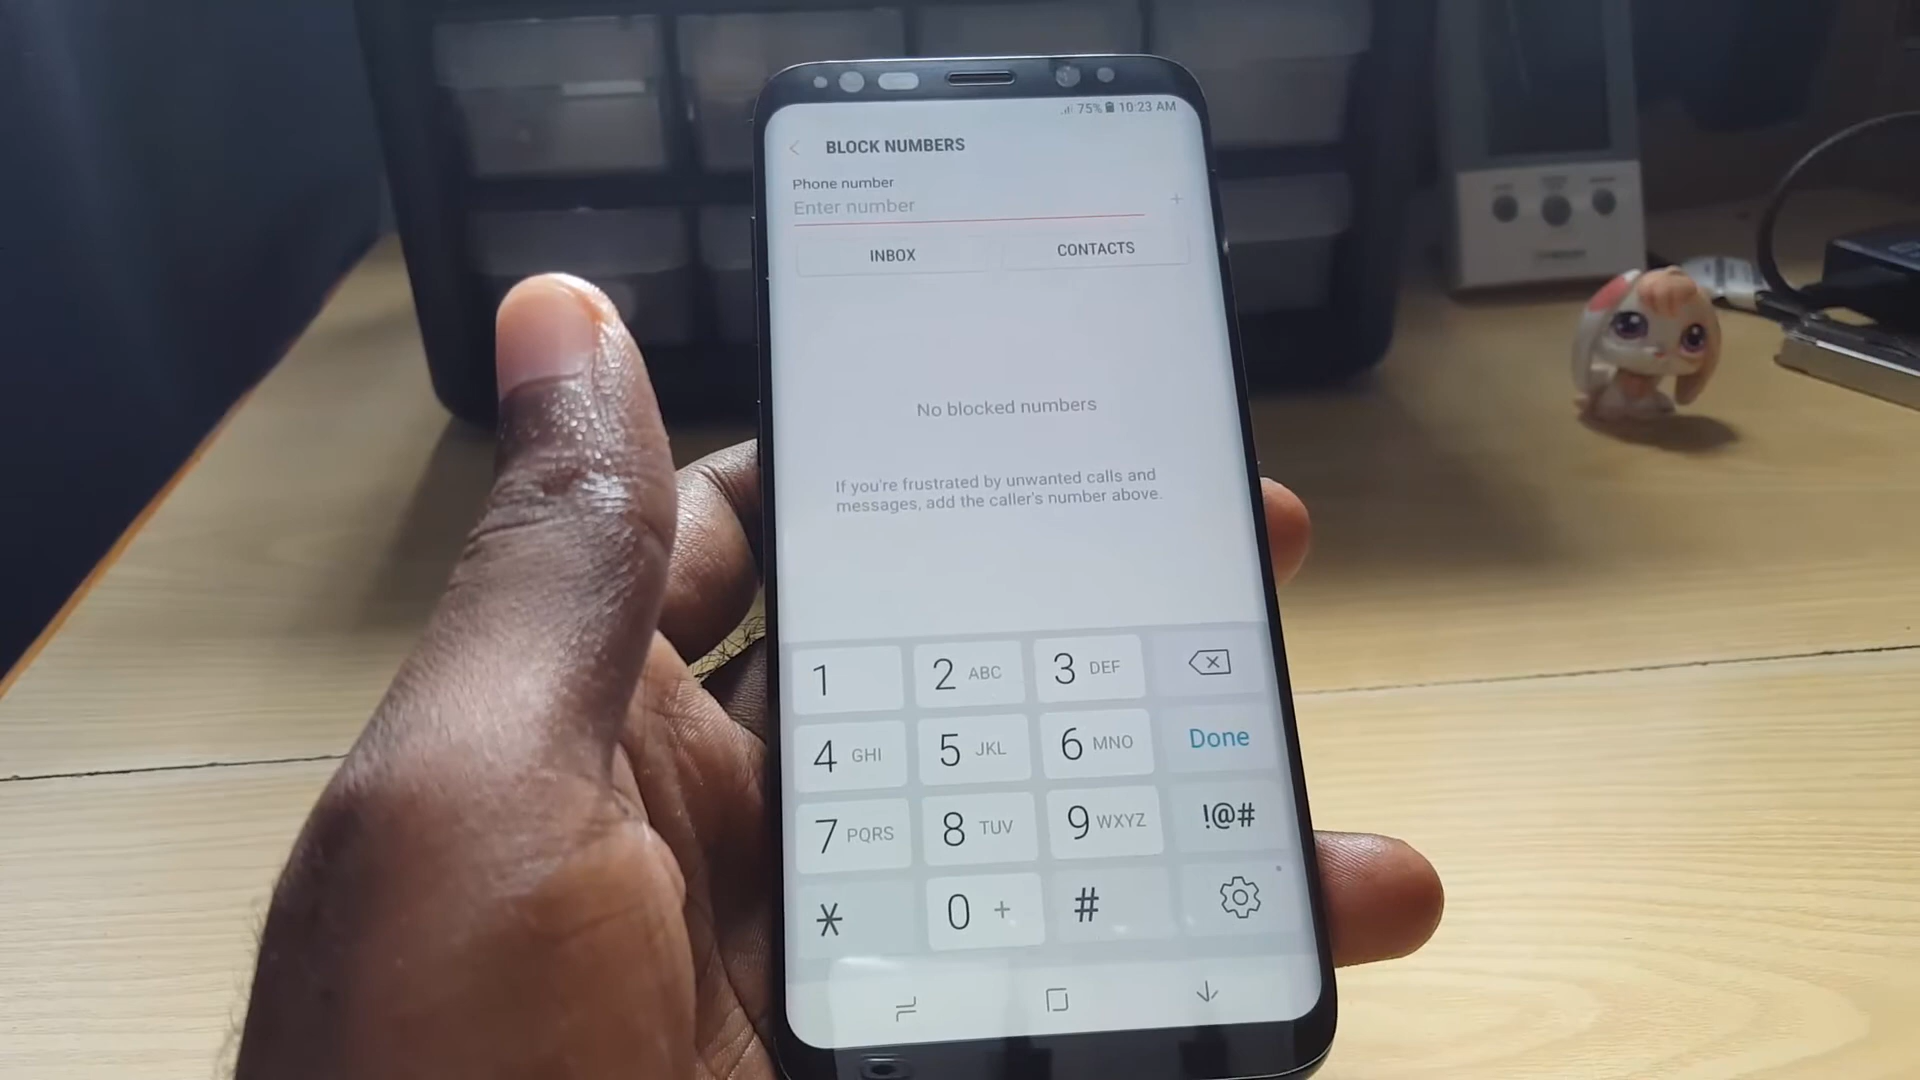 75% 10:23 AM
BLOCK NUMBERS
Phone number
Enter number
+
INBOX CONTACTS
No blocked numbers
If you're frustrated by unwanted calls and
messages, add the caller's number above.
1 2 ABC 3 DEF
4 GHI 5 JKL 6 MNO Done
7 PQRS 8 TUV 9 WXYZ !@#
* 0 + #